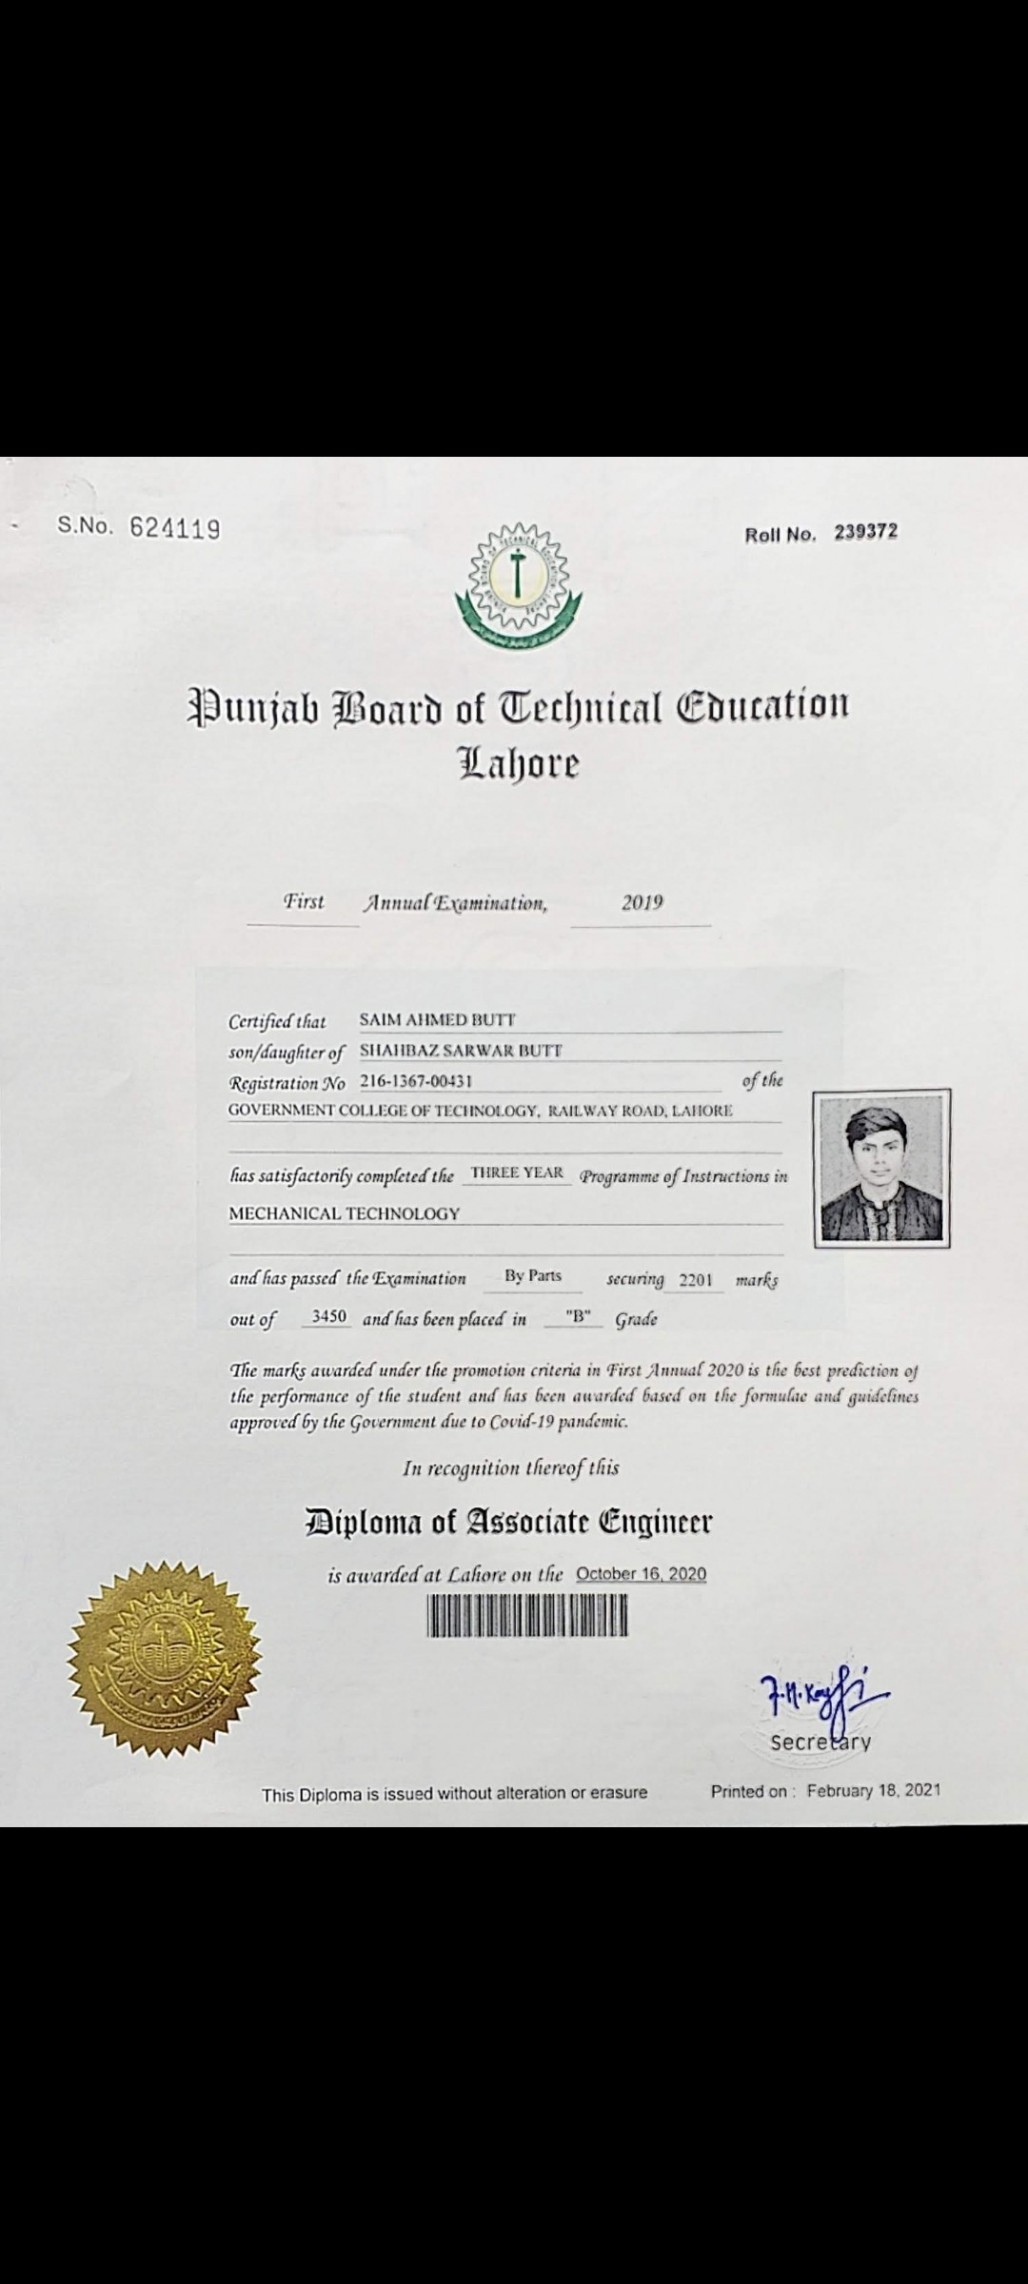 S.No. 624119
Roll No. 239372
Punjab Board of Technical Education
Lahore
First Annual Examination, 2019
Certified that SAIM AHMED BUTT
son/daughter of SHAHBAZ SARWAR BUTT
Registration No 216-1367-00431 of the
GOVERNMENT COLLEGE OF TECHNOLOGY, RAILWAY ROAD, LAHORE
has satisfactorily completed the THREE YEAR Programme of Instructions in
MECHANICAL TECHNOLOGY
and has passed the Examination By Parts securing 2201 marks
out of 3450 and has been placed in "B" Grade
The marks awarded under the promotion criteria in First Annual 2020 is the best prediction of
the performance of the student and has been awarded based on the formulae and guidelines
approved by the Government due to Covid-19 pandemic.
In recognition thereof this
Diploma of Associate Engineer
is awarded at Lahore on the October 16, 2020
Secretary
This Diploma is issued without alteration or erasure
Printed on : February 18, 2021